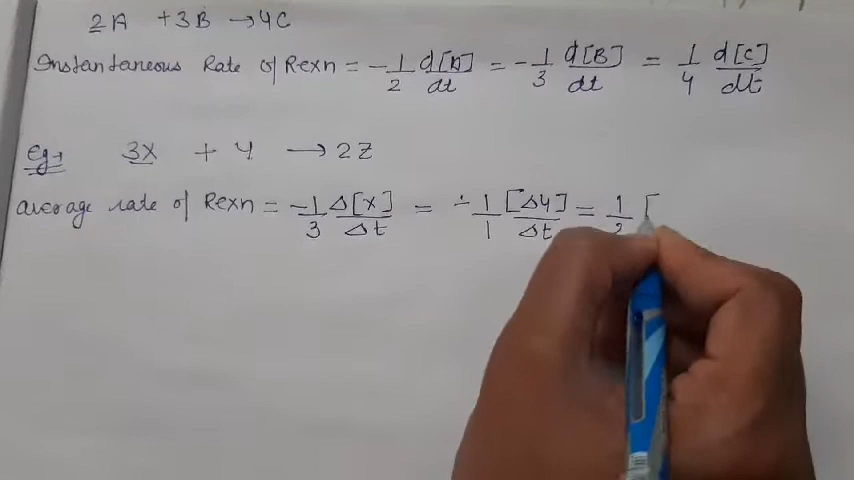 2A + 3B → 4C
Instantaneous Rate of Rexn = -1/2 d[A]/dt = -1/3 d[B]/dt = 1/4 d[C]/dt
eg→ 3X + Y → 2Z
average rate of Rexn = -1/3 Δ[X]/Δt = -1/1 [ΔY]/Δt = 1/2 [